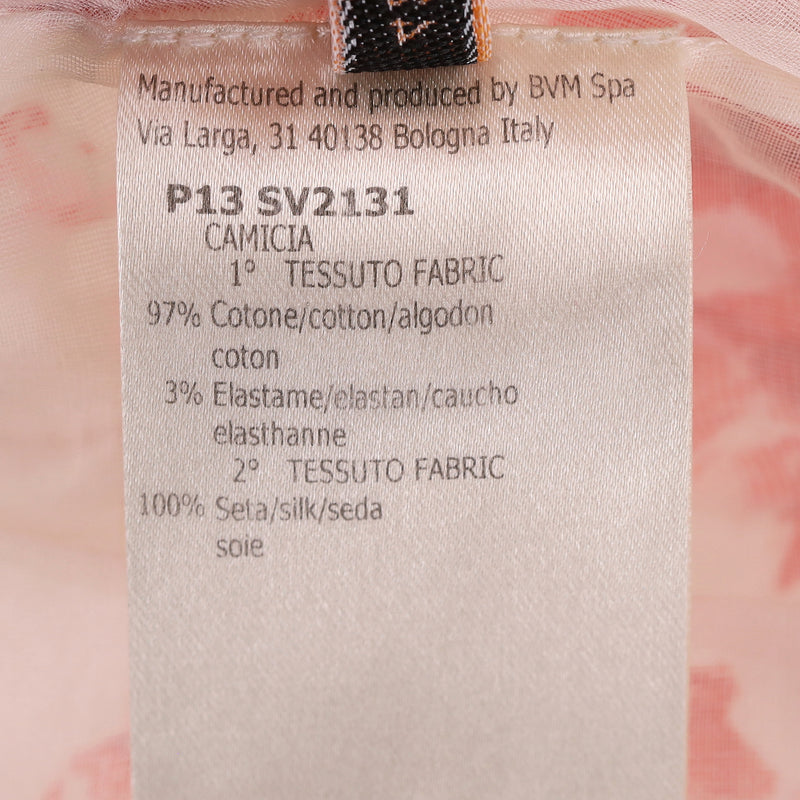 Manufactured and produced by BVM Spa
Via Larga, 31 40138 Bologna Italy
P13 SV2131
CAMICIA
1° TESSUTO FABRIC
97% Cotone/cotton/algodon
coton
3% Elastame/elastan/caucho
elasthanne
2° TESSUTO FABRIC
100% Seta/silk/seda
soie